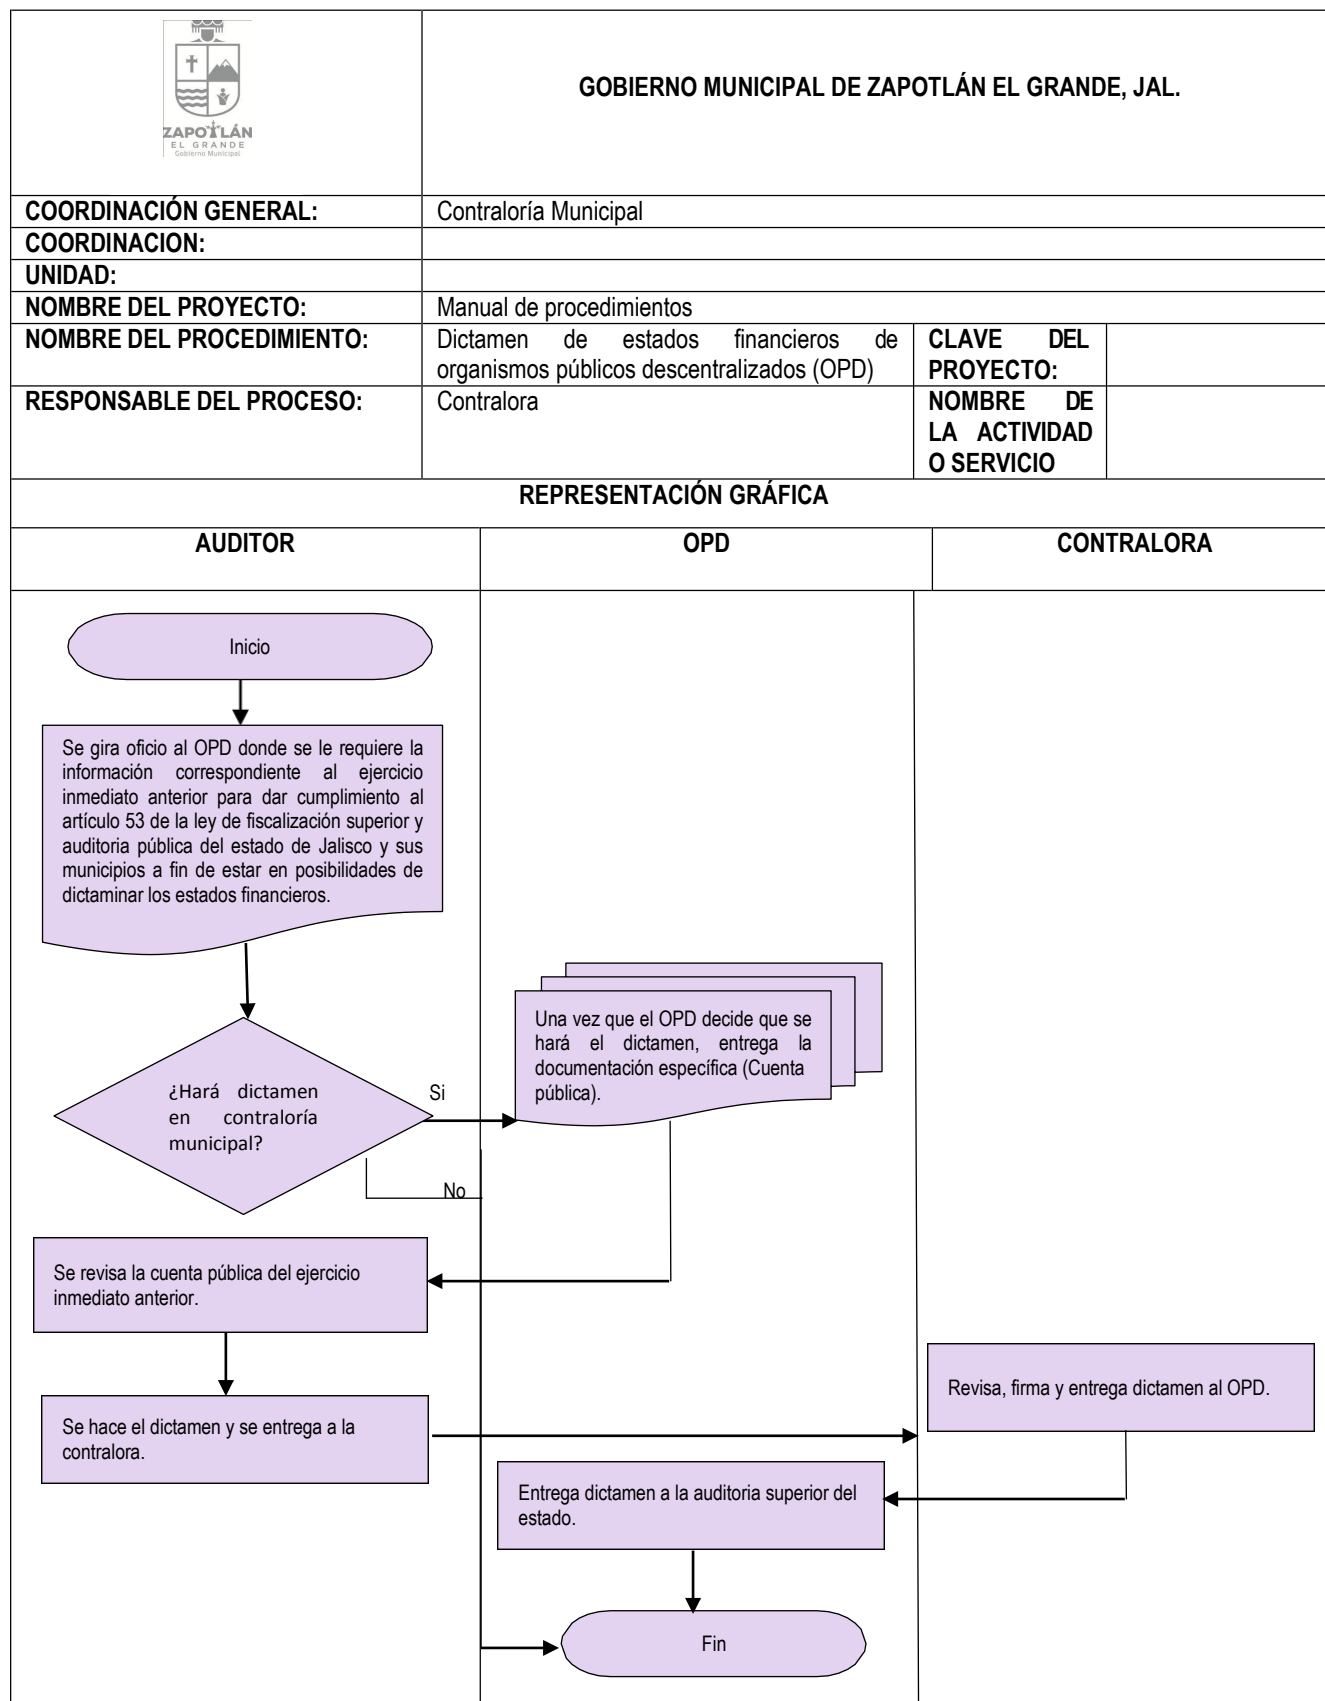 ZAPOTLÁN
EL GRANDE
Gobierno Municipal
GOBIERNO MUNICIPAL DE ZAPOTLÁN EL GRANDE, JAL.
COORDINACIÓN GENERAL:
Contraloría Municipal
COORDINACION:
UNIDAD:
NOMBRE DEL PROYECTO:
Manual de procedimientos
NOMBRE DEL PROCEDIMIENTO:
Dictamen de estados financieros de
organismos públicos descentralizados (OPD)
CLAVE DEL
PROYECTO:
RESPONSABLE DEL PROCESO:
Contralora
NOMBRE DE
LA ACTIVIDAD
O SERVICIO
REPRESENTACIÓN GRÁFICA
AUDITOR
OPD
CONTRALORA
Inicio
Se gira oficio al OPD donde se le requiere la
información correspondiente al ejercicio
inmediato anterior para dar cumplimiento al
artículo 53 de la ley de fiscalización superior y
auditoria pública del estado de Jalisco y sus
municipios a fin de estar en posibilidades de
dictaminar los estados financieros.
Una vez que el OPD decide que se
hará el dictamen, entrega la
documentación específica (Cuenta
pública).
¿Hará dictamen
en contraloría
municipal?
Si
No
Se revisa la cuenta pública del ejercicio
inmediato anterior.
Revisa, firma y entrega dictamen al OPD.
Se hace el dictamen y se entrega a la
contralora.
Entrega dictamen a la auditoria superior del
estado.
Fin